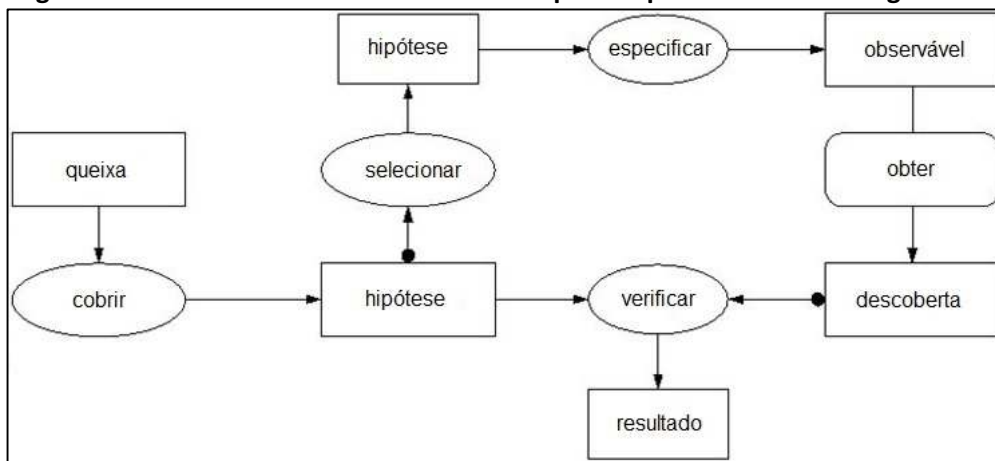 hipótese
especificar
observável
queixa
selecionar
obter
cobrir
hipótese
verificar
descoberta
resultado